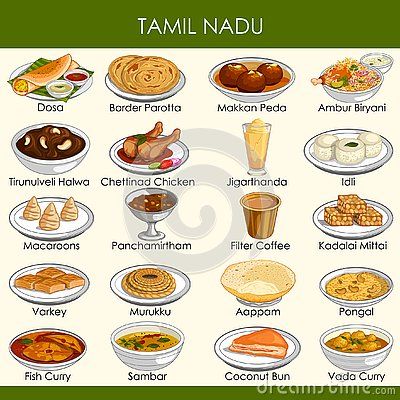 TAMIL NADU
Dosa Border Parotta Makkan Peda Ambur Biryani
Tirunulveli Halwa Chettinad Chicken Jigarthanda Idli
Macaroons Panchamirtham Filter Coffee Kadalai Mittai
Varkey Murukku Aappam Pongal
Fish Curry Sambar Coconut Bun Vada Curry
dreamstime.com